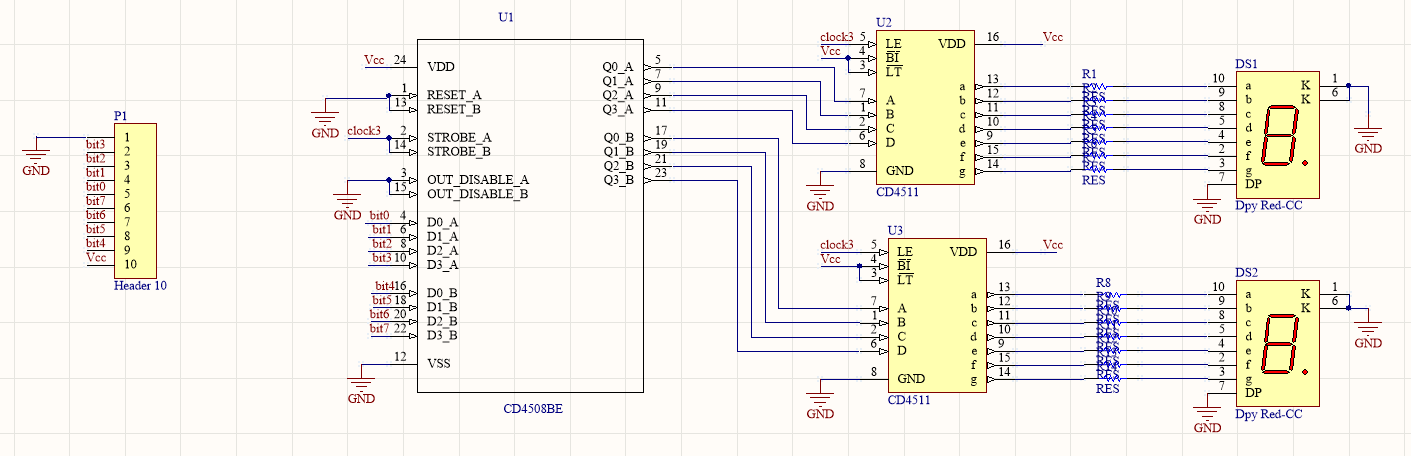 P1
1
bit3 2
bit2 3
bit1 4
bit0 5
bit7 6
bit6 7
bit5 8
bit4 9
Vcc 10
GND
Header 10
U1
Vcc 24 VDD
1 RESET_A
13 RESET_B
GND
clock3 2 STROBE_A
14 STROBE_B
3 OUT_DISABLE_A
15 OUT_DISABLE_B
GND
bit0 4 D0_A
bit1 6 D1_A
bit2 8 D2_A
bit3 10 D3_A
bit4 16 D0_B
bit5 18 D1_B
bit6 20 D2_B
bit7 22 D3_B
12 VSS
GND
Q0_A 5
Q1_A 7
Q2_A 9
Q3_A 11
Q0_B 17
Q1_B 19
Q2_B 21
Q3_B 23
CD4508BE
U2
clock3 5 LE
Vcc 4 BI
3 LT
7 A
1 B
2 C
6 D
8 GND
GND
VDD 16 Vcc
a 13
b 12
c 11
d 10
e 9
f 15
g 14
CD4511
R1
RES
RES
DS1
10 a
9 b
8 c
5 d
4 e
2 f
3 g
7 DP
GND
K 1
K 6
GND
Dpy Red-CC
U3
clock3 5 LE
Vcc 4 BI
3 LT
7 A
1 B
2 C
6 D
8 GND
GND
VDD 16 Vcc
a 13
b 12
c 11
d 10
e 9
f 15
g 14
CD4511
R8
RES
RES
DS2
10 a
9 b
8 c
5 d
4 e
2 f
3 g
7 DP
GND
K 1
K 6
GND
Dpy Red-CC